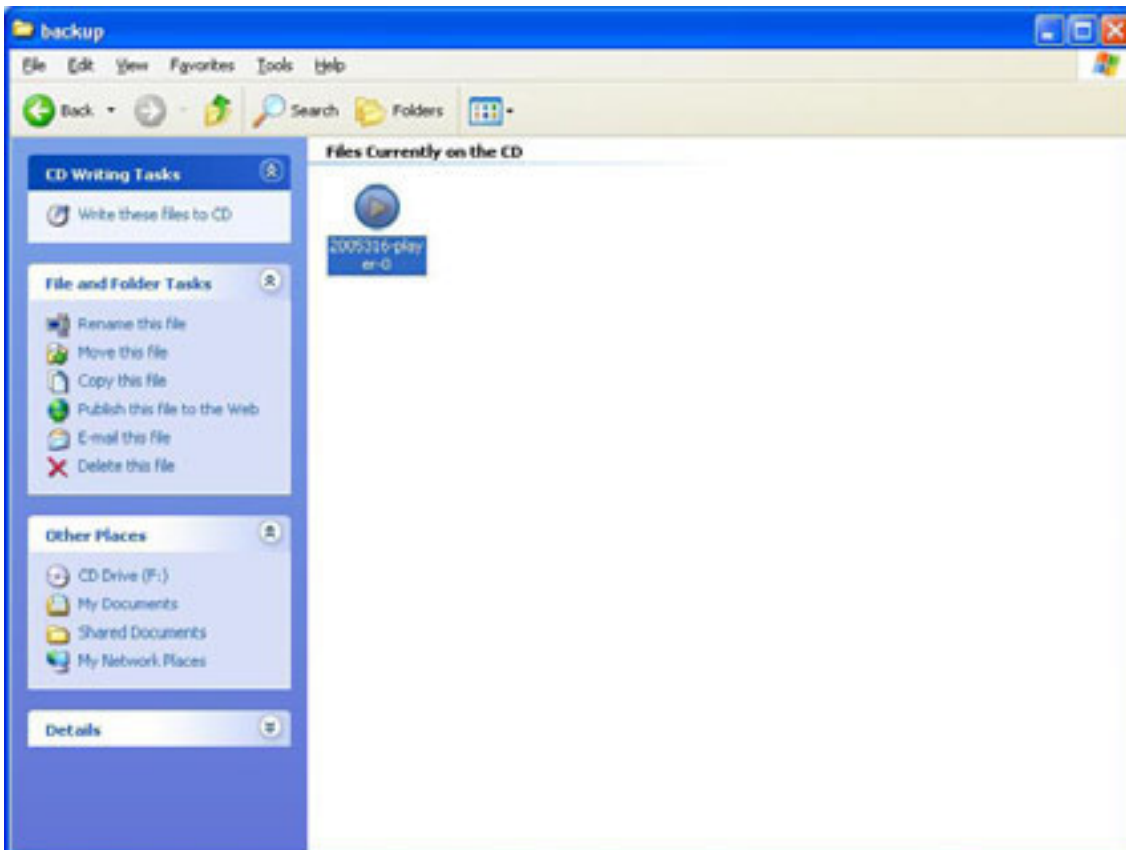 backup
File Edit View Favorites Tools Help
Back Search Folders
Files Currently on the CD
CD Writing Tasks
Write these files to CD
2005316-play
er-0
File and Folder Tasks
Rename this file
Move this file
Copy this file
Publish this file to the Web
E-mail this file
Delete this file
Other Places
CD Drive (F:)
My Documents
Shared Documents
My Network Places
Details